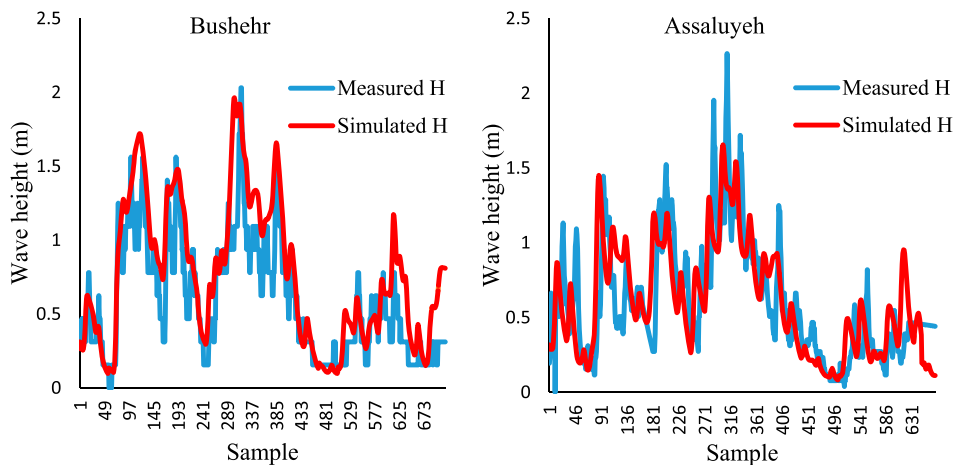 Bushehr
2.5
2
1.5
1
0.5
0
Wave height (m)
Measured H
Simulated H
1 49 97 145 193 241 289 337 385 433 481 529 577 625 673
Sample
Assaluyeh
2.5
2
1.5
1
0.5
0
Wave height (m)
Measured H
Simulated H
1 46 91 136 181 226 271 316 361 406 451 496 541 586 631
Sample